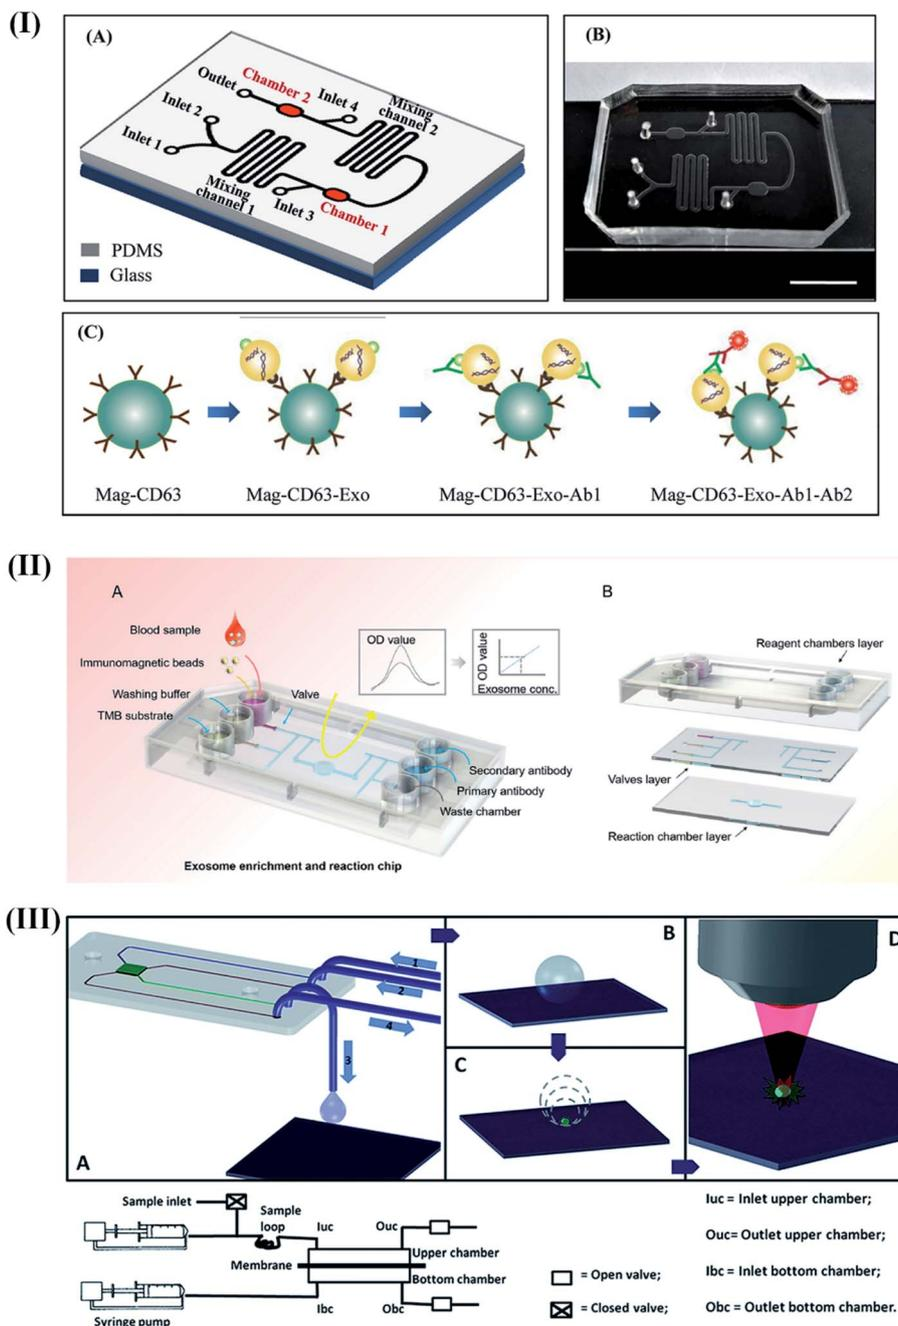 (I)
(A)
Outlet
Chamber 2
Inlet 4
Mixing
channel 2
Inlet 2
Inlet 1
Mixing
channel 1
Inlet 3
Chamber 1
PDMS
Glass
(B)
(C)
Mag-CD63
Mag-CD63-Exo
Mag-CD63-Exo-Ab1
Mag-CD63-Exo-Ab1-Ab2
(II)
A
Blood sample
Immunomagnetic beads
Washing buffer
TMB substrate
Valve
OD value
OD value
Exosome conc.
Secondary antibody
Primary antibody
Waste chamber
Exosome enrichment and reaction chip
B
Reagent chambers layer
Valves layer
Reaction chamber layer
(III)
1
2
4
3
A
B
C
D
Sample inlet
Sample
loop
Iuc
Ouc
Upper chamber
Membrane
Bottom chamber
Ibc
Obc
Syringe pump
= Open valve;
= Closed valve;
Iuc = Inlet upper chamber;
Ouc= Outlet upper chamber;
Ibc = Inlet bottom chamber;
Obc = Outlet bottom chamber.